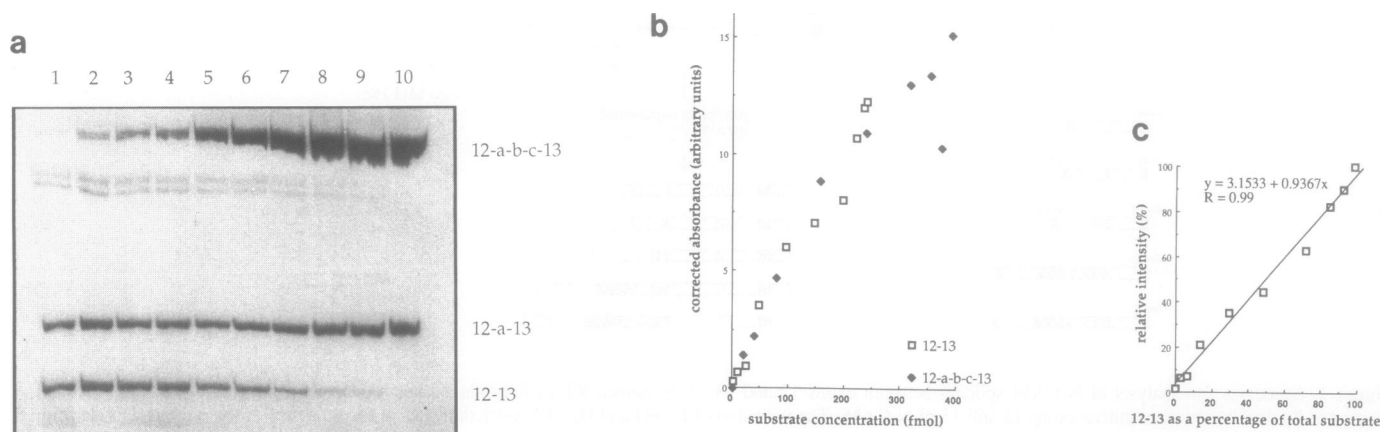 a
1 2 3 4 5 6 7 8 9 10
12-a-b-c-13
12-a-13
12-13
b
corrected absorbance (arbitrary units)
15
10
5
0
0 100 200 300 400
substrate concentration (fmol)
12-13
12-a-b-c-13
c
relative intensity (%)
100
80
60
40
20
0
0 20 40 60 80 100
y = 3.1533 + 0.9367x
R = 0.99
12-13 as a percentage of total substrate